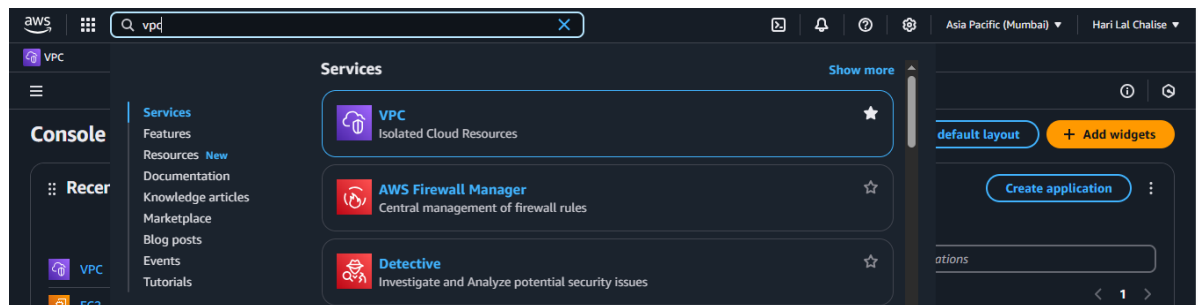 aws
vpc
Asia Pacific (Mumbai) ▼
Hari Lal Chalise ▼
VPC
Services
Show more
Services
Features
Resources New
Documentation
Knowledge articles
Marketplace
Blog posts
Events
Tutorials
VPC
Isolated Cloud Resources
AWS Firewall Manager
Central management of firewall rules
Detective
Investigate and Analyze potential security issues
Console
default layout
+ Add widgets
Recen
Create application
VPC
EC2
ations
< 1 >